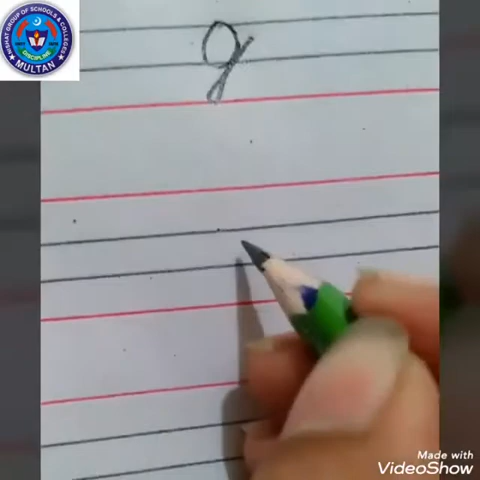 NISHAT GROUP OF SCHOOLS & COLLEGES
DISCIPLINE
MULTAN
g
Made with
VideoShow